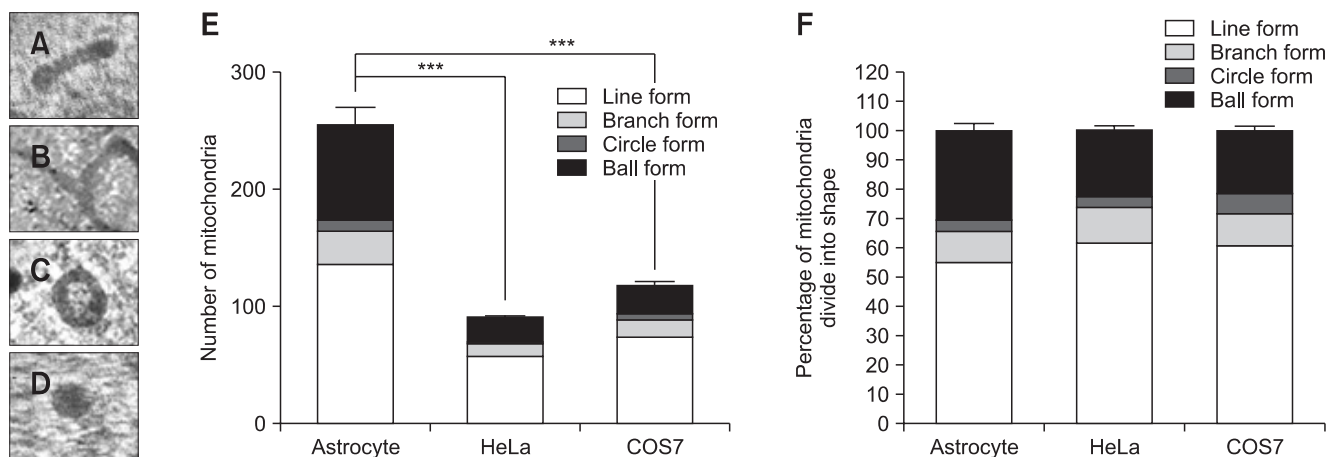 A
B
C
D
E
Number of mitochondria
300
200
100
0
***
***
Line form
Branch form
Circle form
Ball form
Astrocyte
HeLa
COS7
F
Percentage of mitochondria
divide into shape
120
110
100
90
80
70
60
50
40
30
20
10
0
Line form
Branch form
Circle form
Ball form
Astrocyte
HeLa
COS7